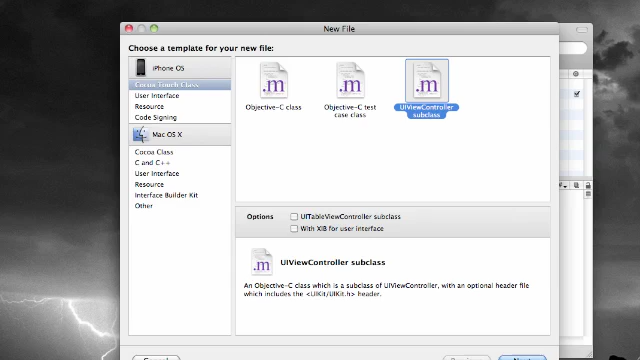 New File
Choose a template for your new file:
iPhone OS
Cocoa Touch Class
User Interface
Resource
Code Signing
Mac OS X
Cocoa Class
C and C++
User Interface
Resource
Interface Builder Kit
Other
.m
Objective-C class
.m
Objective-C test
case class
.m
UIViewController
subclass
Options
UITableViewController subclass
With XIB for user interface
.m
UIViewController subclass
An Objective-C class which is a subclass of UIViewController, with an optional header file
which includes the <UIKit/UIKit.h> header.
Cancel
Previous
Next